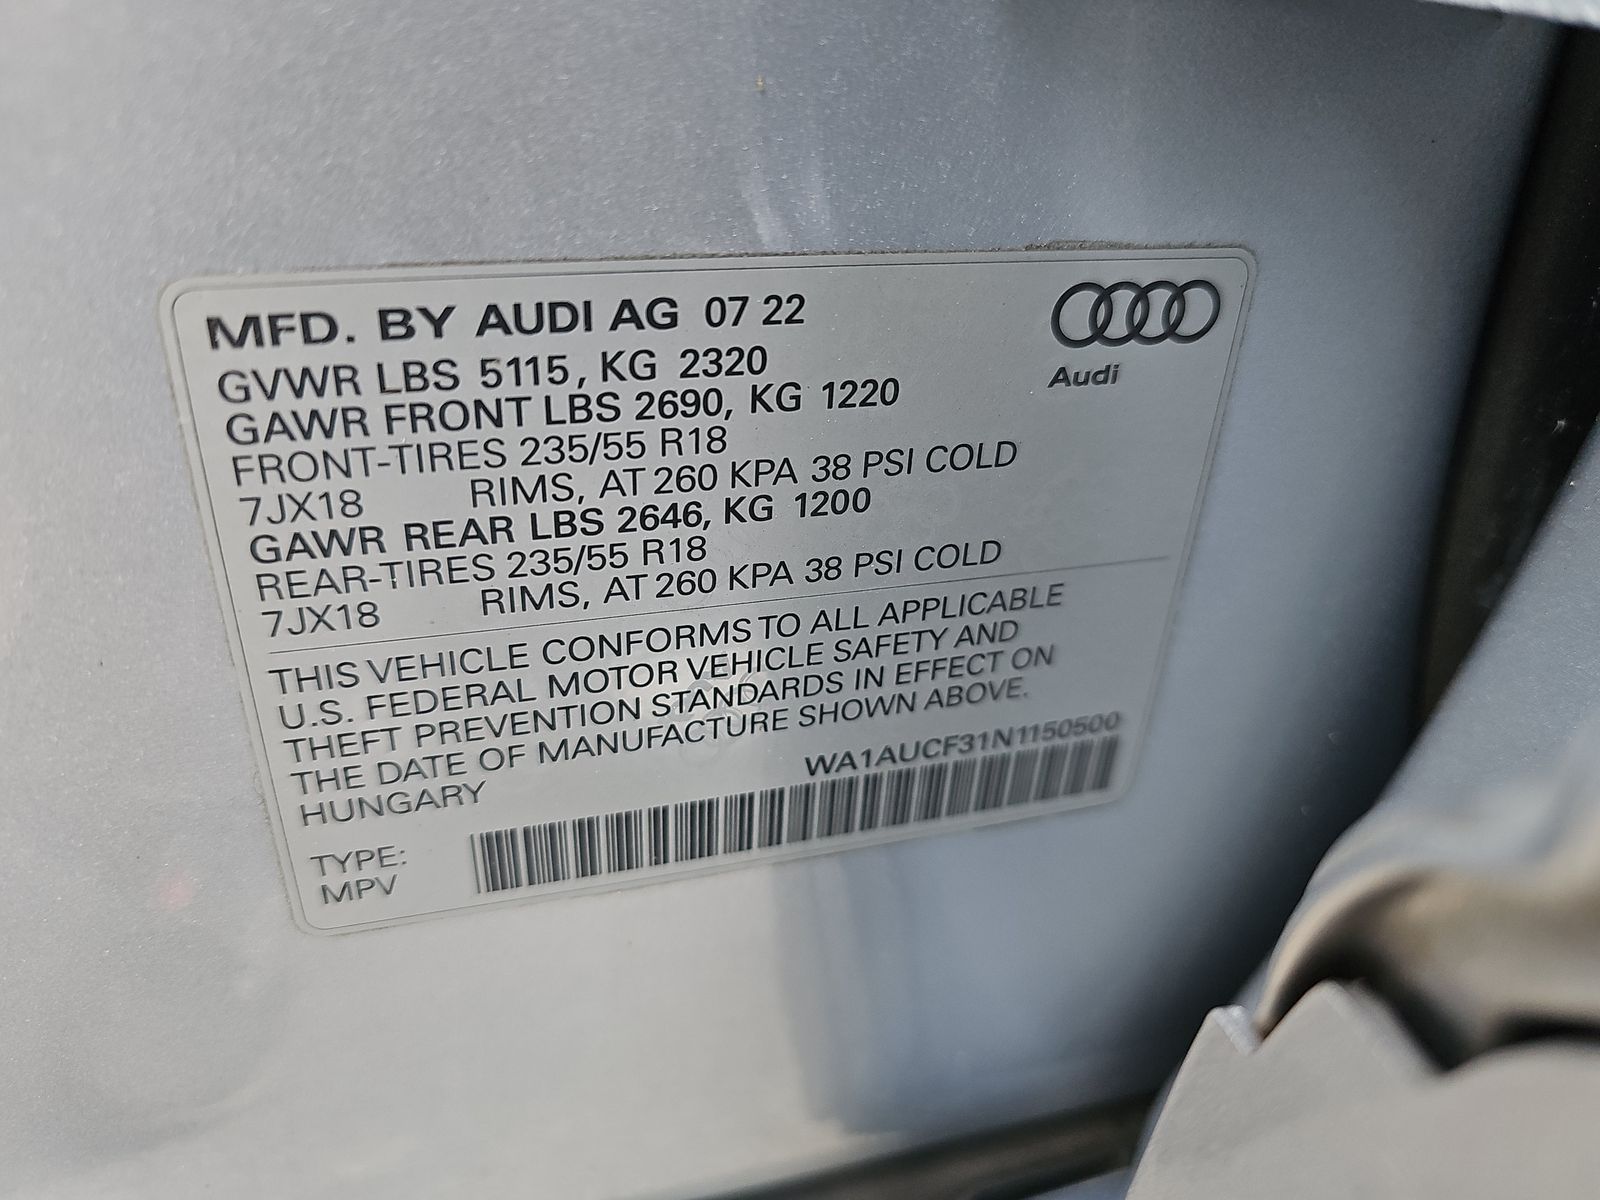 MFD. BY AUDI AG 07 22
Audi
GVWR LBS 5115, KG 2320
GAWR FRONT LBS 2690, KG 1220
FRONT-TIRES 235/55 R18
7JX18 RIMS, AT 260 KPA 38 PSI COLD
GAWR REAR LBS 2646, KG 1200
REAR-TIRES 235/55 R18
7JX18 RIMS, AT 260 KPA 38 PSI COLD
THIS VEHICLE CONFORMS TO ALL APPLICABLE
U.S. FEDERAL MOTOR VEHICLE SAFETY AND
THEFT PREVENTION STANDARDS IN EFFECT ON
THE DATE OF MANUFACTURE SHOWN ABOVE.
HUNGARY
WA1AUCF31N1150500
TYPE:
MPV